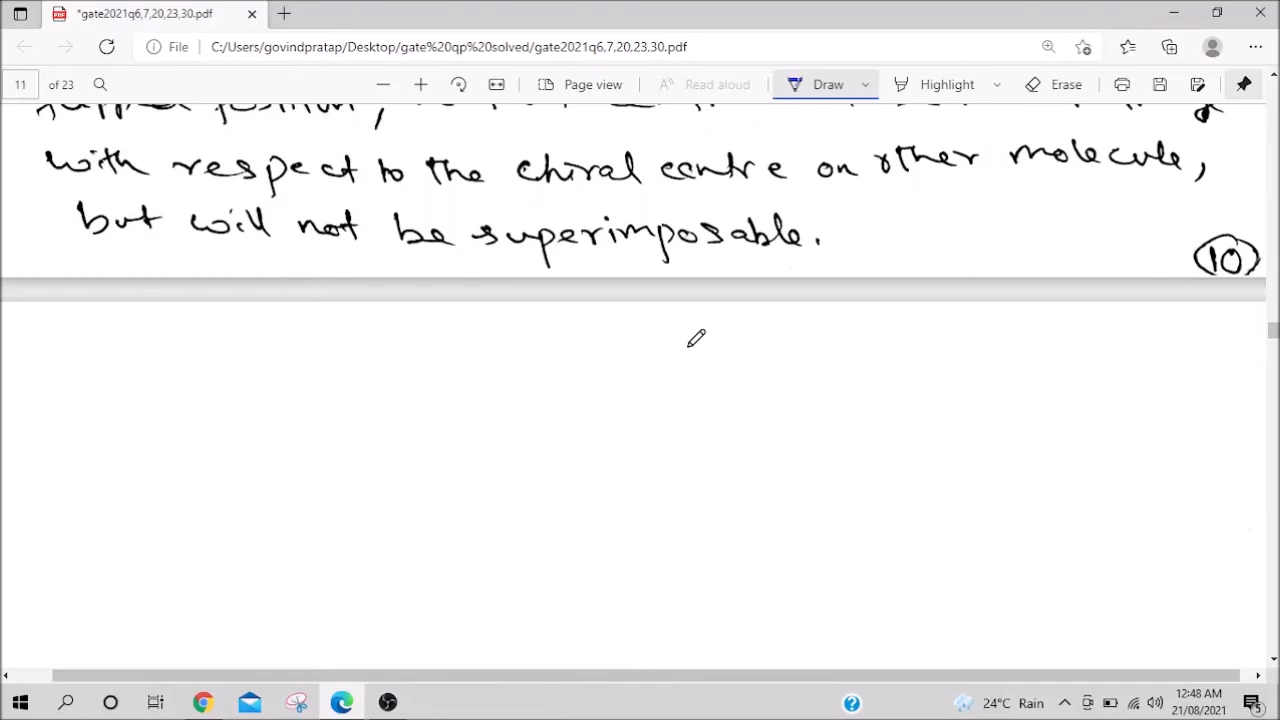 *gate2021q6,7,20,23,30.pdf
File C:/Users/govindpratap/Desktop/gate%20qp%20solved/gate2021q6,7,20,23.30.pdf
11 of 23 Page view Read aloud Draw Highlight Erase
with respect to the chiral centre on other molecule,
but will not be superimposable.
10
24°C Rain
12:48 AM
21/08/2021
5